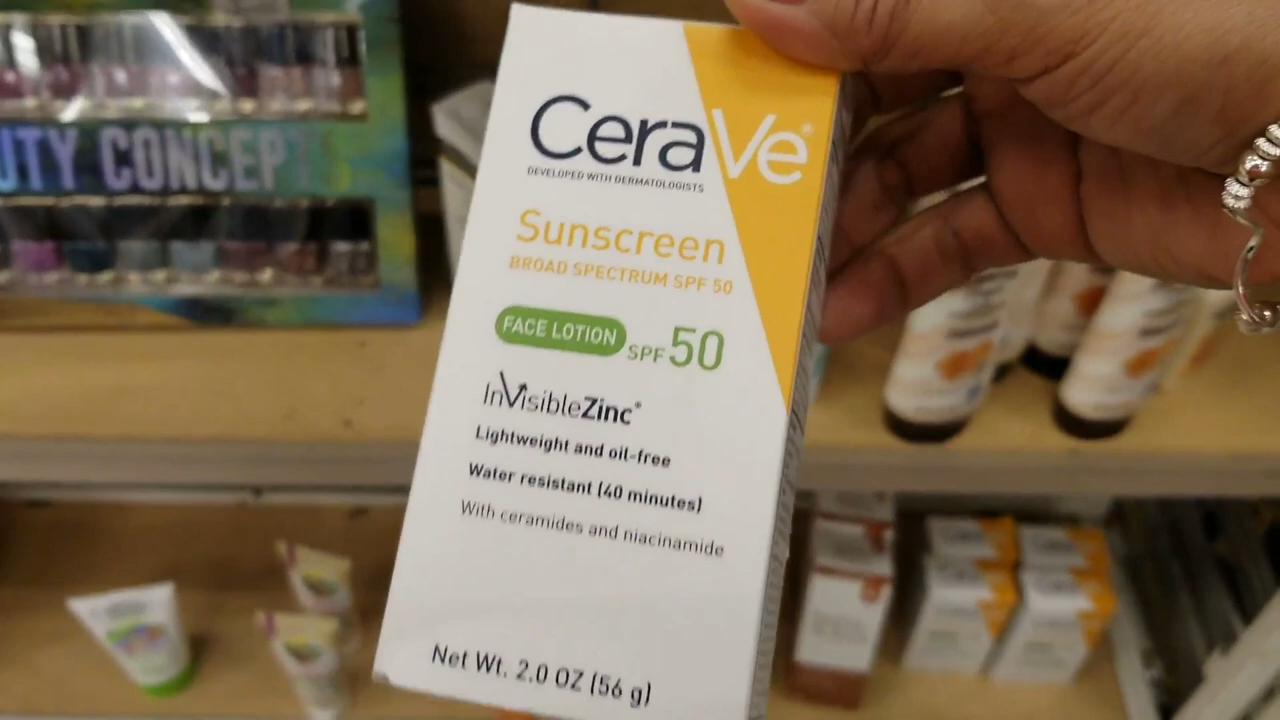 UTY CONCEPT
CeraVe®
DEVELOPED WITH DERMATOLOGISTS
Sunscreen
BROAD SPECTRUM SPF 50
FACE LOTION SPF 50
InVisibleZinc®
Lightweight and oil-free
Water resistant (40 minutes)
With ceramides and niacinamide
Net Wt. 2.0 OZ (56 g)